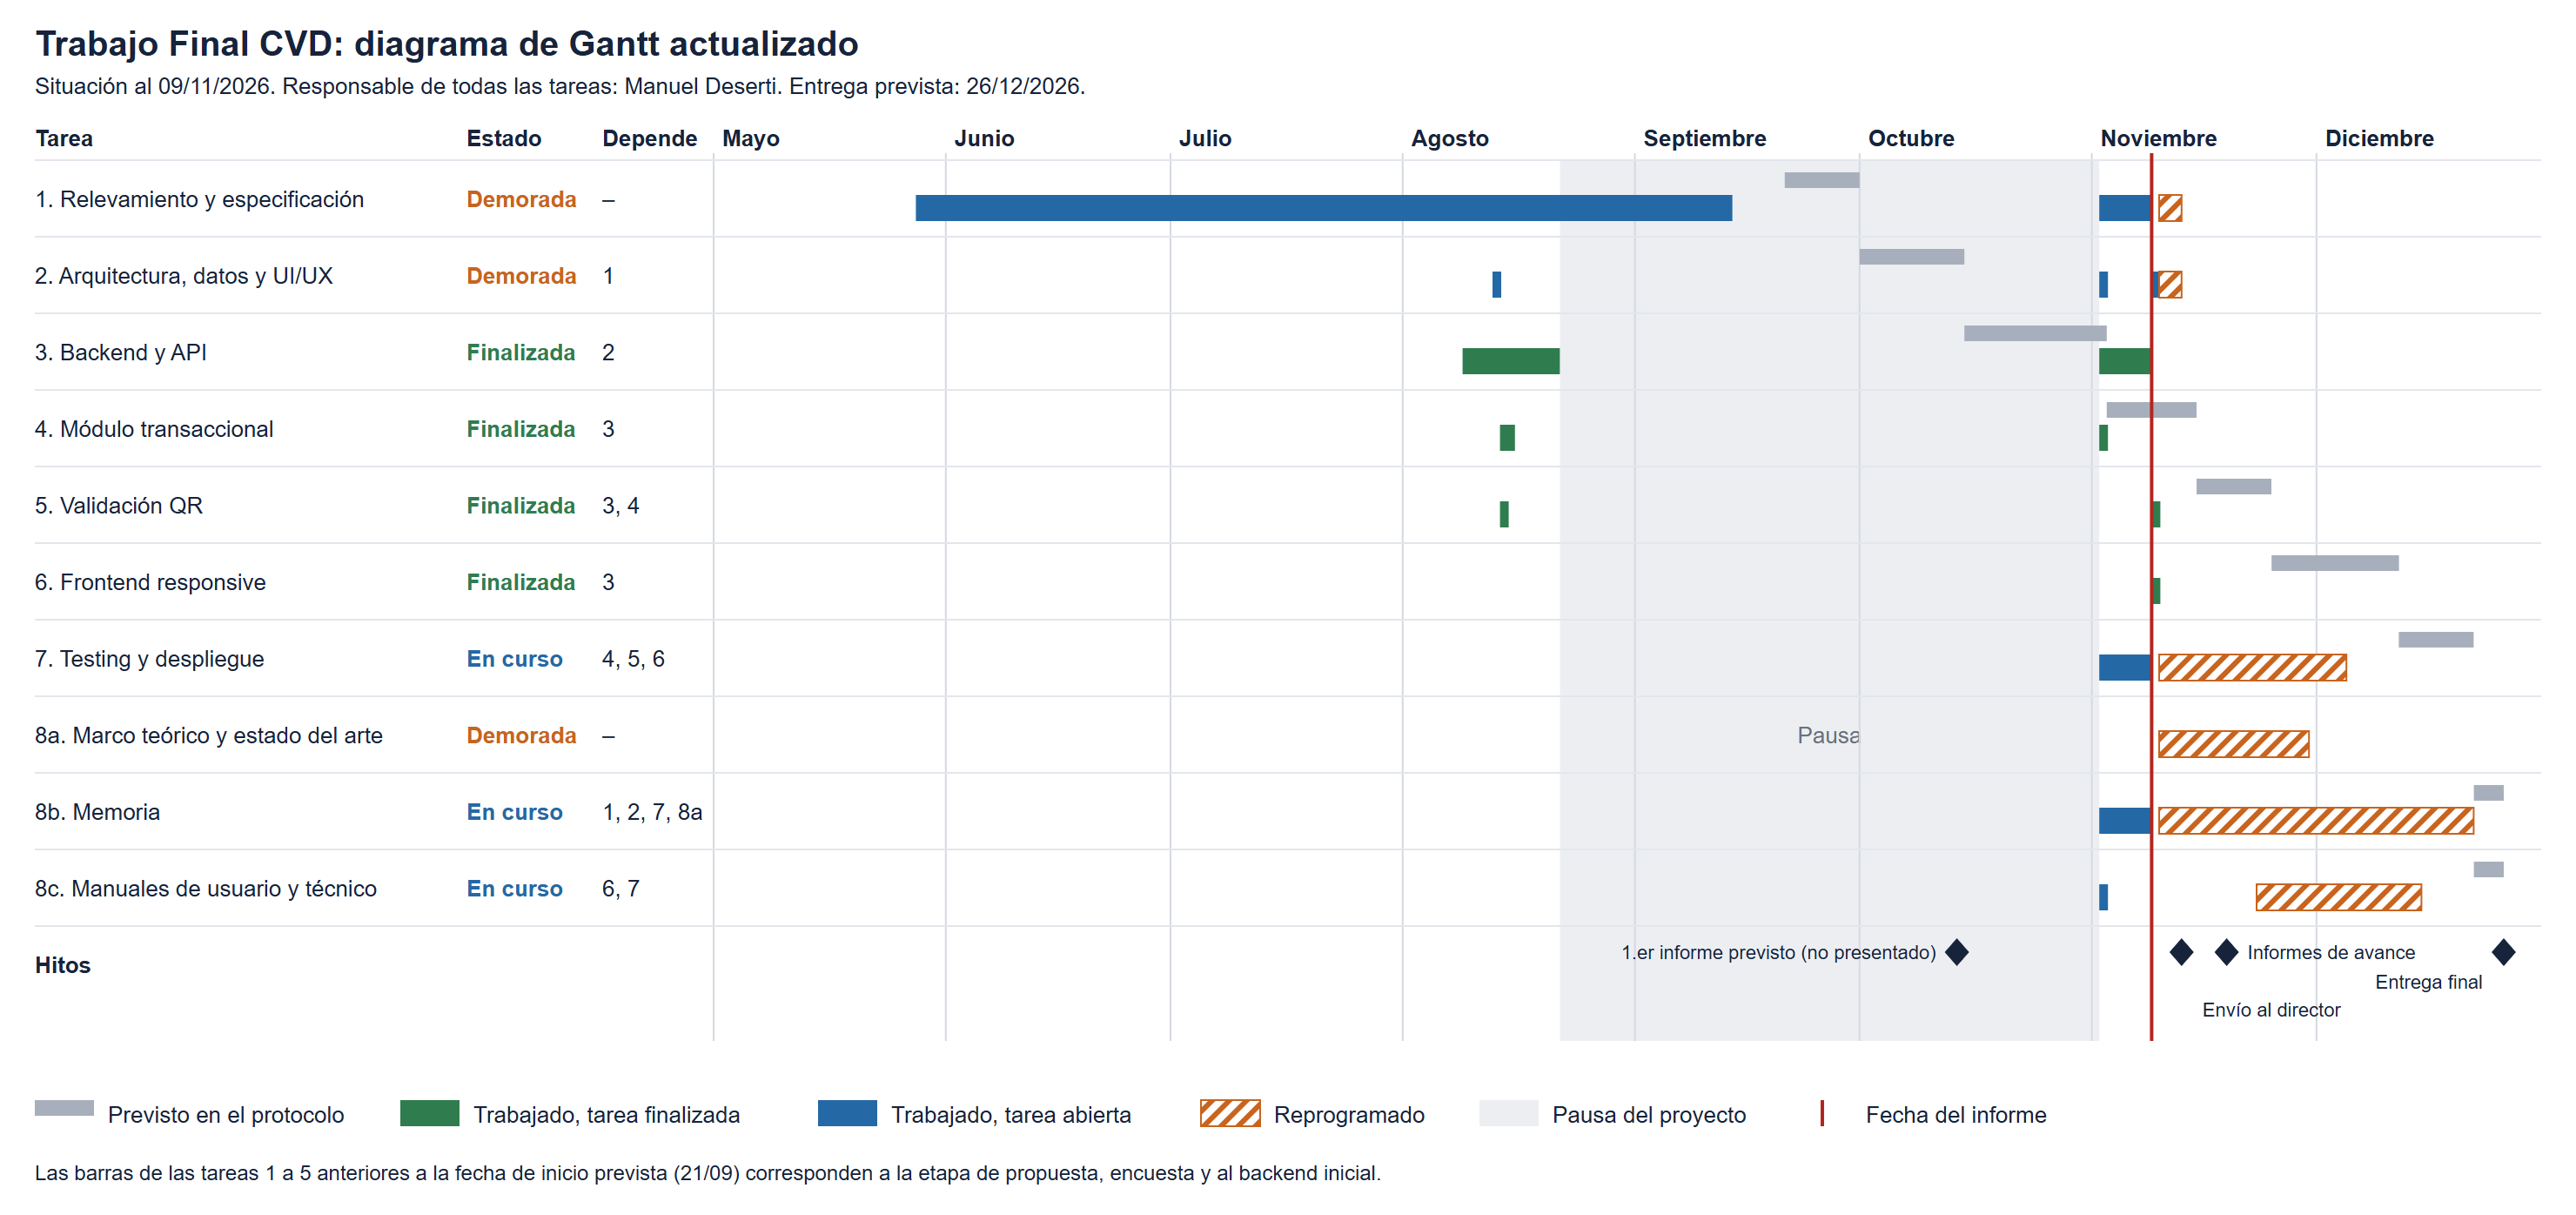 Trabajo Final CVD: diagrama de Gantt actualizado
Situación al 09/11/2026. Responsable de todas las tareas: Manuel Deserti. Entrega prevista: 26/12/2026.
Tarea Estado Depende Mayo Junio Julio Agosto Septiembre Octubre Noviembre Diciembre
1. Relevamiento y especificación Demorada –
2. Arquitectura, datos y UI/UX Demorada 1
3. Backend y API Finalizada 2
4. Módulo transaccional Finalizada 3
5. Validación QR Finalizada 3, 4
6. Frontend responsive Finalizada 3
7. Testing y despliegue En curso 4, 5, 6
8a. Marco teórico y estado del arte Demorada – Pausa
8b. Memoria En curso 1, 2, 7, 8a
8c. Manuales de usuario y técnico En curso 6, 7
1.er informe previsto (no presentado) Informes de avance
Hitos
Entrega final
Envío al director
Previsto en el protocolo Trabajado, tarea finalizada Trabajado, tarea abierta Reprogramado Pausa del proyecto Fecha del informe
Las barras de las tareas 1 a 5 anteriores a la fecha de inicio prevista (21/09) corresponden a la etapa de propuesta, encuesta y al backend inicial.